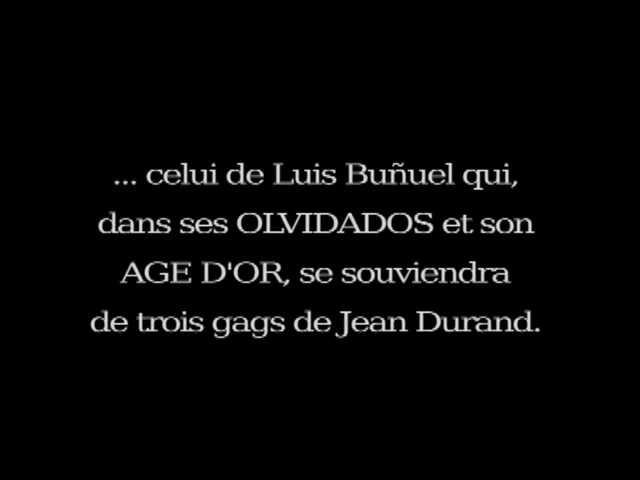 ... celui de Luis Buñuel qui,
dans ses OLVIDADOS et son
AGE D'OR, se souviendra
de trois gags de Jean Durand.